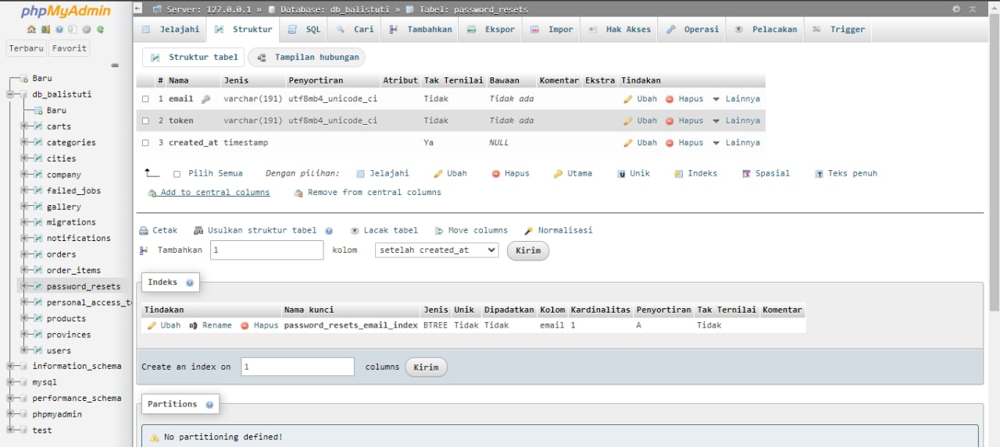 phpMyAdmin
Terbaru Favorit
Baru
db_balistuti
Baru
carts
categories
cities
company
failed_jobs
gallery
migrations
notifications
orders
order_items
password_resets
personal_access_to
products
provinces
users
information_schema
mysql
performance_schema
phpmyadmin
test
Server: 127.0.0.1 » Database: db_balistuti » Tabel: password_resets
Jelajahi Struktur SQL Cari Tambahkan Ekspor Impor Hak Akses Operasi Pelacakan Trigger
Struktur tabel Tampilan hubungan
# Nama Jenis Penyortiran Atribut Tak Ternilai Bawaan Komentar Ekstra Tindakan
1 email varchar(191) utf8mb4_unicode_ci Tidak Tidak ada Ubah Hapus Lainnya
2 token varchar(191) utf8mb4_unicode_ci Tidak Tidak ada Ubah Hapus Lainnya
3 created_at timestamp Ya NULL Ubah Hapus Lainnya
Pilih Semua Dengan pilihan: Jelajahi Ubah Hapus Utama Unik Indeks Spasial Teks penuh
Add to central columns Remove from central columns
Cetak Usulkan struktur tabel Lacak tabel Move columns Normalisasi
Tambahkan 1 kolom setelah created_at Kirim
Indeks
Tindakan Nama kunci Jenis Unik Dipadatkan Kolom Kardinalitas Penyortiran Tak Ternilai Komentar
Ubah Rename Hapus password_resets_email_index BTREE Tidak Tidak email 1 A Tidak
Create an index on 1 columns Kirim
Partitions
No partitioning defined!